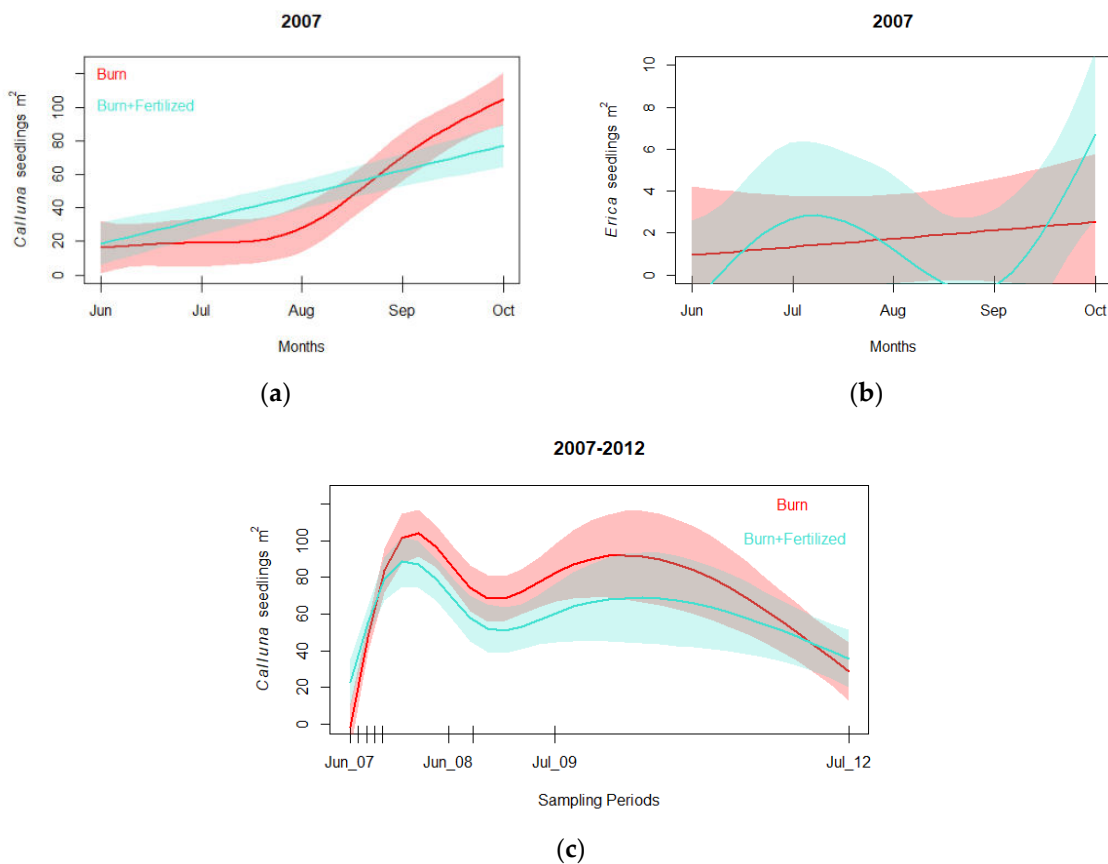 2007
Burn
Burn+Fertilized
Calluna seedlings m²
0 20 40 60 80 100
Jun Jul Aug Sep Oct
Months
(a)
2007
Erica seedlings m²
0 2 4 6 8 10
Jun Jul Aug Sep Oct
Months
(b)
2007-2012
Burn
Burn+Fertilized
Calluna seedlings m²
0 20 40 60 80 100
Jun_07 Jun_08 Jul_09 Jul_12
Sampling Periods
(c)